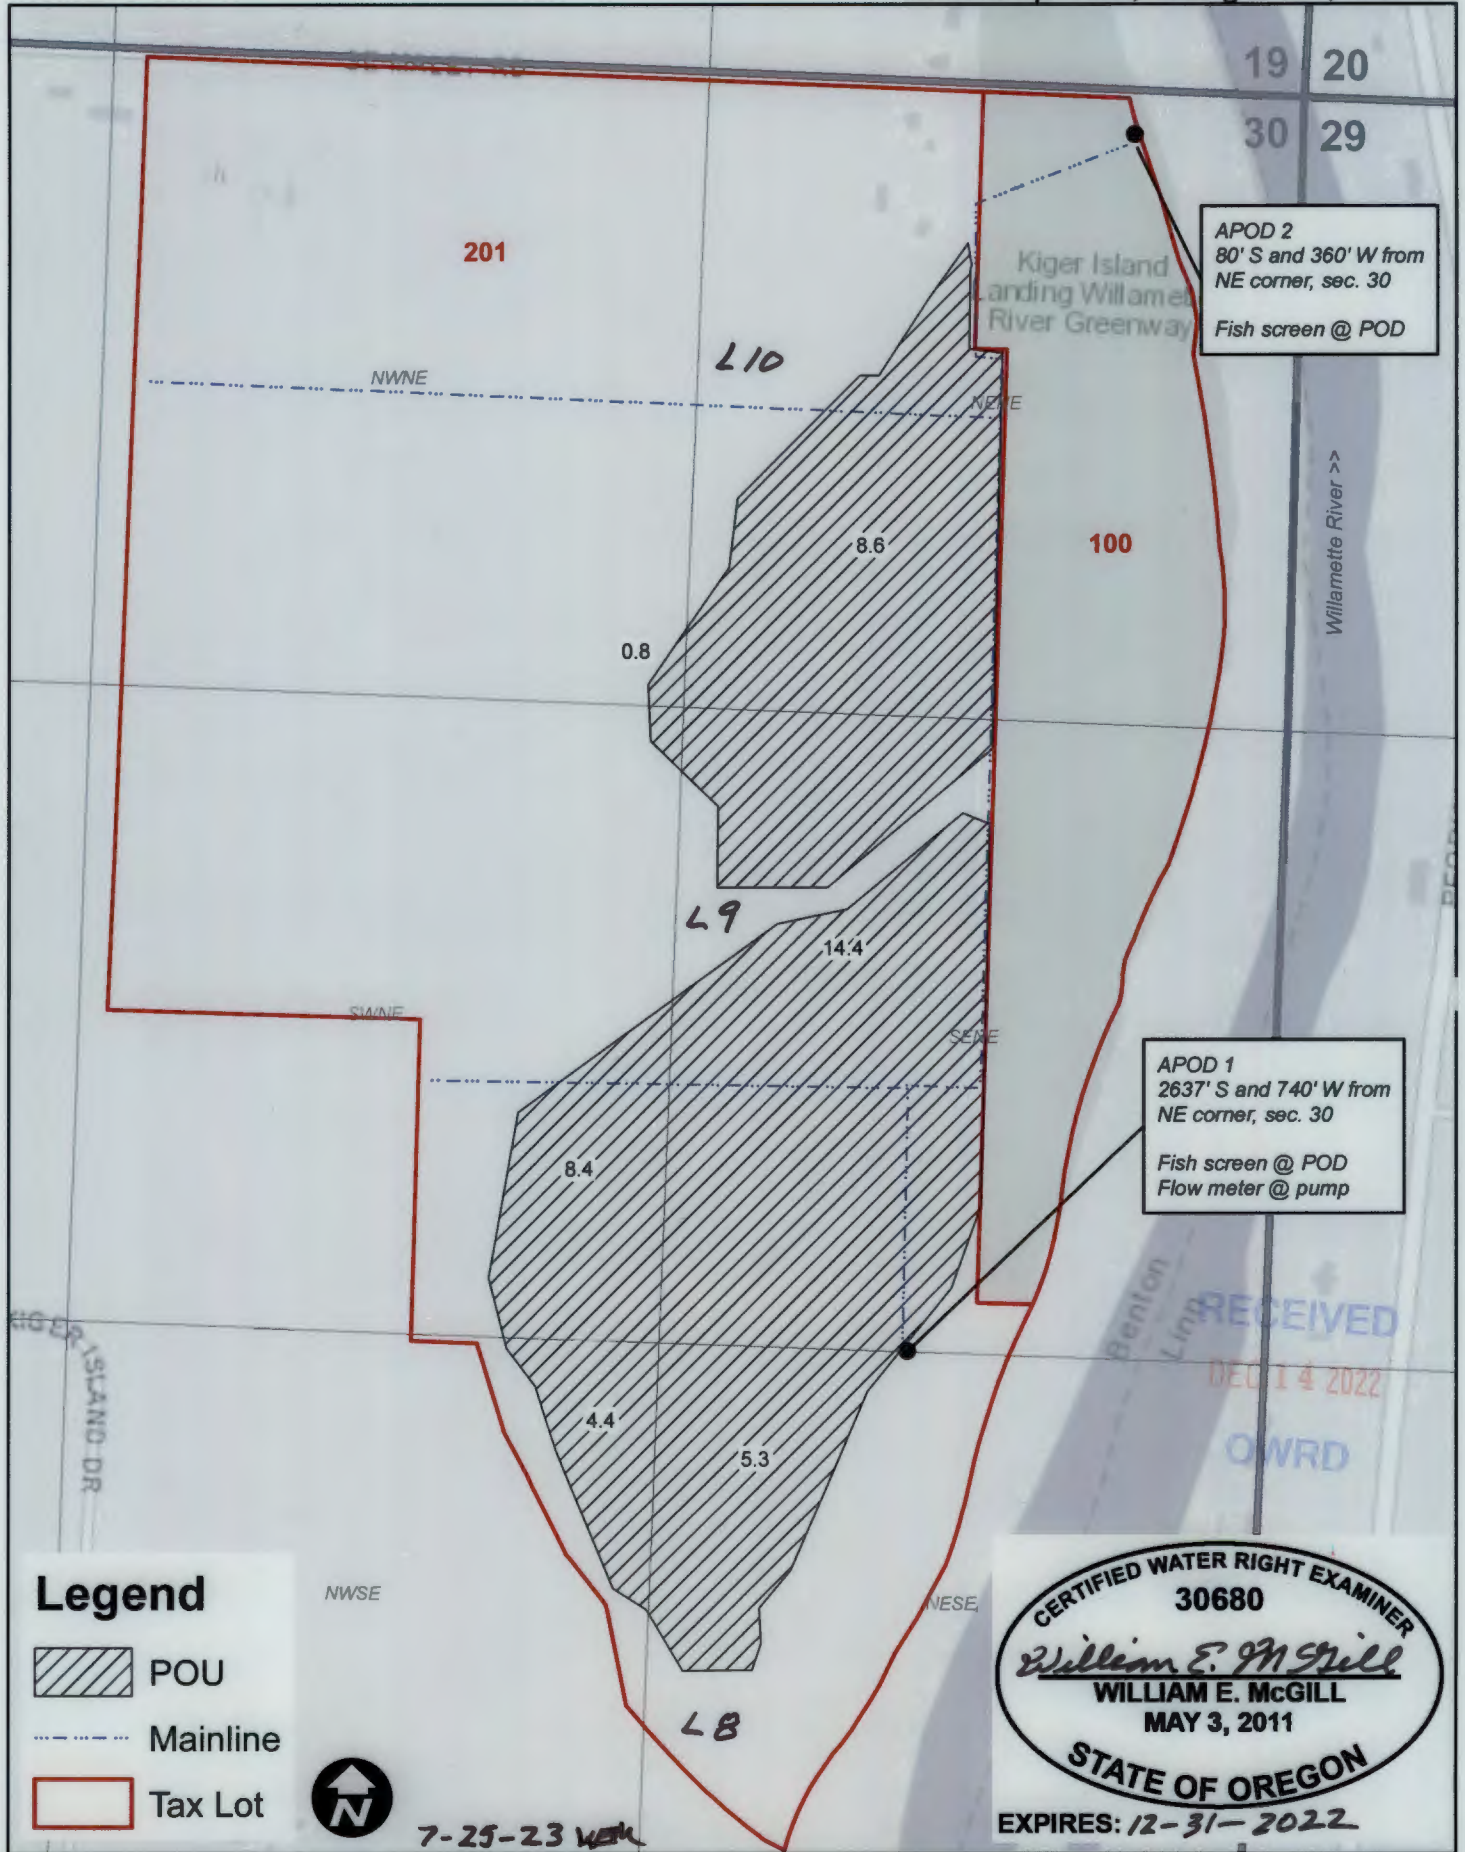 19 20
30 29
201
APOD 2
80' S and 360' W from
NE corner, sec. 30
Fish screen @ POD
Kiger Island
Landing Willamet
River Greenway
L10
NWNE
NENE
8.6
100
Willamette River >>
0.8
L9
14.4
SWNE
SENE
APOD 1
2637' S and 740' W from
NE corner, sec. 30
Fish screen @ POD
Flow meter @ pump
8.4
Benton
Linn
RECEIVED
DEC 14 2022
OWRD
KIGER ISLAND DR
4.4
5.3
Legend
POU
Mainline
Tax Lot
N
NWSE
NESE
L8
7-25-23
CERTIFIED WATER RIGHT EXAMINER
30680
William E. McGill
WILLIAM E. McGILL
MAY 3, 2011
STATE OF OREGON
EXPIRES: 12-31-2022